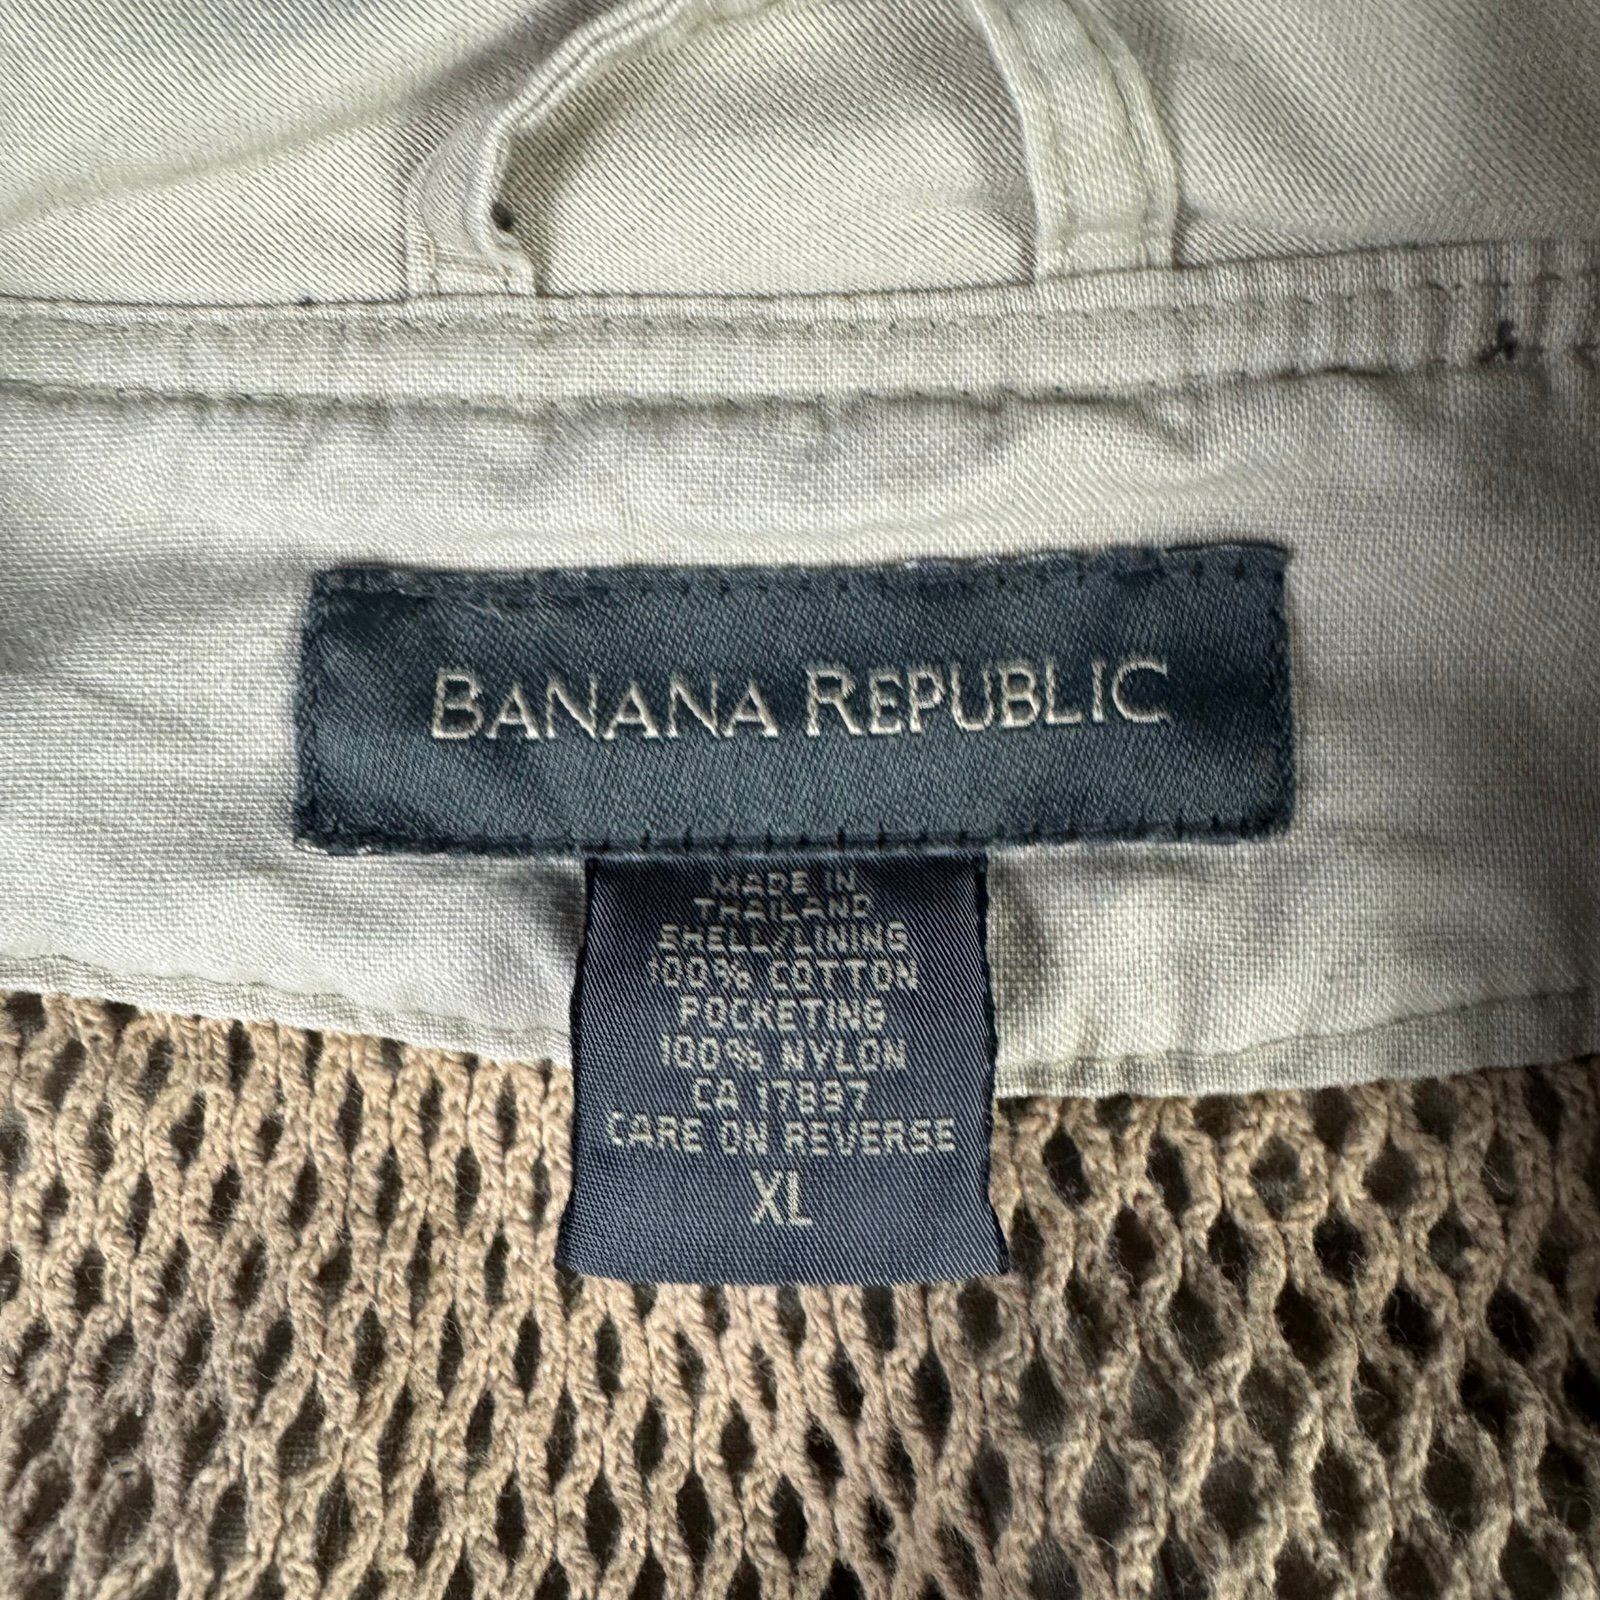 BANANA REPUBLIC
MADE IN
THAILAND
SHELL/LINING
100% COTTON
POCKETING
100% NYLON
CA 17897
CARE ON REVERSE
XL